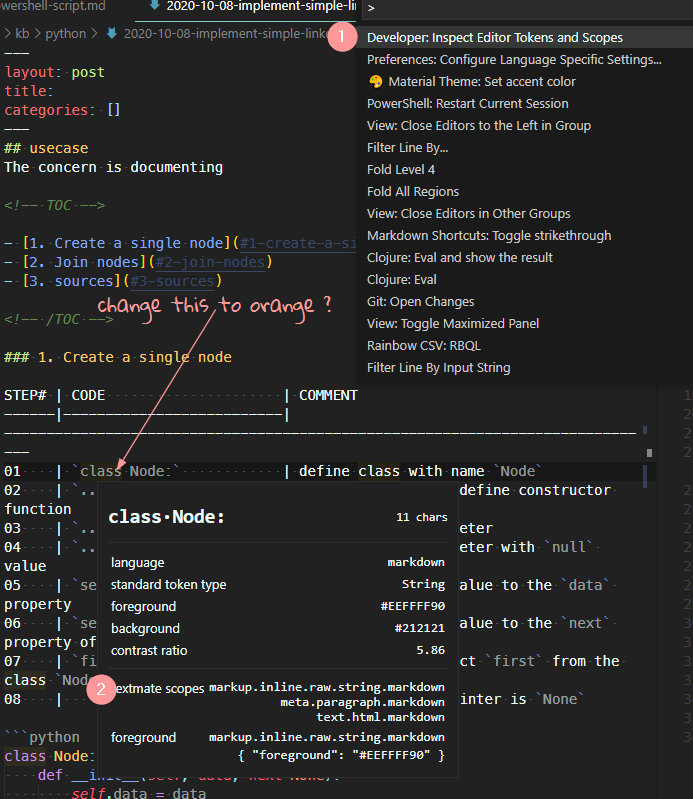 owershell-script.md
2020-10-08-implement-simple-li
>
> kb > python > 2020-10-08-implement-simple-linke
1
---
layout: post
title:
categories: []
---
## usecase
The concern is documenting
<!-- TOC -->
- [1. Create a single node](#1-create-a-si
- [2. Join nodes](#2-join-nodes)
- [3. sources](#3-sources)
change this to orange ?
<!-- /TOC -->
### 1. Create a single node
Developer: Inspect Editor Tokens and Scopes
Preferences: Configure Language Specific Settings...
Material Theme: Set accent color
PowerShell: Restart Current Session
View: Close Editors to the Left in Group
Filter Line By...
Fold Level 4
Fold All Regions
View: Close Editors in Other Groups
Markdown Shortcuts: Toggle strikethrough
Clojure: Eval and show the result
Clojure: Eval
Git: Open Changes
View: Toggle Maximized Panel
Rainbow CSV: RBQL
Filter Line By Input String
STEP# | CODE | COMMENT
------|----------------------------|
-----------------------------------------------------------------
---
01 | `class Node:` | define class with name `Node`
02 | `.. define constructor
function
03 | `.. eter
04 | `.. eter with `null`
value
05 | `se alue to the `data`
property
06 | `se alue to the `next`
property of
07 | `fi ct `first` from the
class `Node
08 | inter is `None`
class·Node: 11 chars
language markdown
standard token type String
foreground #EEFFFF90
background #212121
contrast ratio 5.86
2
textmate scopes markup.inline.raw.string.markdown
meta.paragraph.markdown
text.html.markdown
foreground markup.inline.raw.string.markdown
{ "foreground": "#EEFFFF90" }
```python
class Node:
def __init__(self, data, next=None):
self.data = data